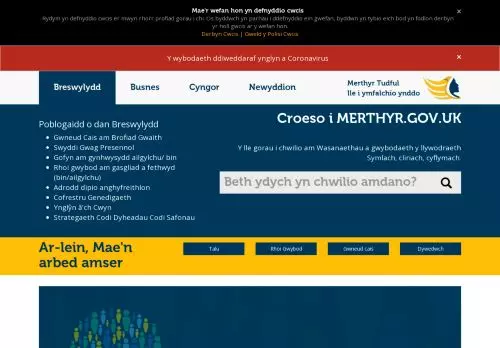 Mae'r wefan hon yn defnyddio cwcis
Rydym yn defnyddio cwcis er mwyn rhoi'r profiad gorau i chi. Os byddwch yn parhau i ddefnyddio ein gwefan, byddwn yn tybio eich bod yn fodlon derbyn
yr holl gwcis ar y wefan hon.
Derbyn Cwcis | Gweld y Polisi Cwcis
Y wybodaeth ddiweddaraf ynglyn a Coronavirus
Breswylydd
Busnes
Cyngor
Newyddion
Merthyr Tudful
lle i ymfalchïo ynddo
Poblogaidd o dan Breswylydd
Gwneud Cais am Brofiad Gwaith
Swyddi Gwag Presennol
Gofyn am gynhwysydd ailgylchu/ bin
Rhoi gwybod am gasgliad a fethwyd
(bin/ailgylchu)
Adrodd dipio anghyfreithlon
Cofrestru Genedigaeth
Ynglŷn â'ch Cwyn
Strategaeth Codi Dyheadau Codi Safonau
Croeso i MERTHYR.GOV.UK
Y lle gorau i chwilio am Wasanaethau a gwybodaeth y llywodraeth
Symlach, cliriach, cyflymach.
Beth ydych yn chwilio amdano?
Ar-lein, Mae'n
arbed amser
Talu
Rhoi Gwybod
Gwneud cais
Dywedwch